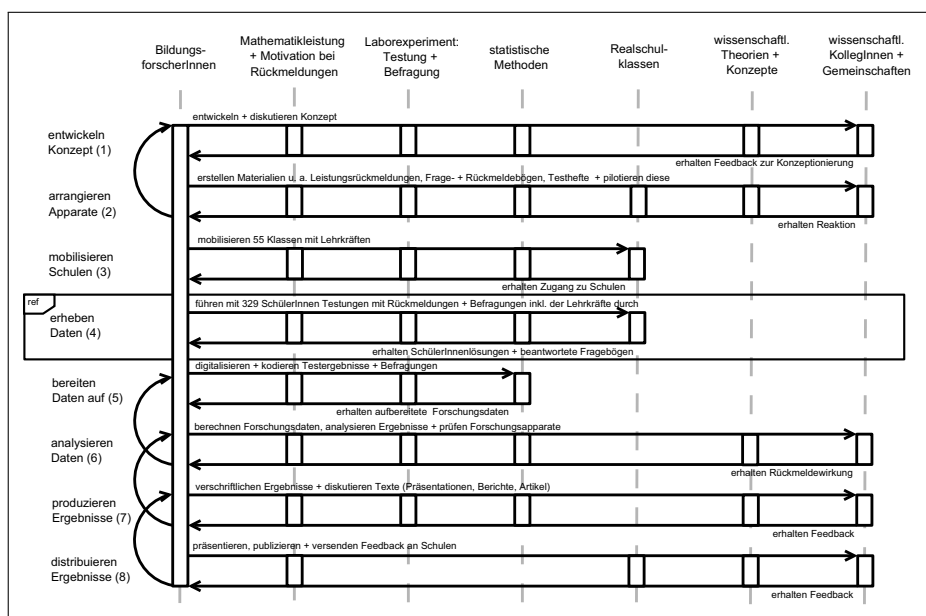 Bildungs-
forscherInnen
Mathematikleistung
+ Motivation bei
Rückmeldungen
Laborexperiment:
Testung +
Befragung
statistische
Methoden
Realschul-
klassen
wissenschaftl.
Theorien +
Konzepte
wissenschaftl.
KollegInnen +
Gemeinschaften
entwickeln
Konzept (1)
entwickeln + diskutieren Konzept
erhalten Feedback zur Konzeptionierung
arrangieren
Apparate (2)
erstellen Materialien u. a. Leistungsrückmeldungen, Frage- + Rückmeldebögen, Testhefte + pilotieren diese
erhalten Reaktion
mobilisieren
Schulen (3)
mobilisieren 55 Klassen mit Lehrkräften
erhalten Zugang zu Schulen
ref
erheben
Daten (4)
führen mit 329 SchülerInnen Testungen mit Rückmeldungen + Befragungen inkl. der Lehrkräfte durch
erhalten SchülerInnenlösungen + beantwortete Fragebögen
bereiten
Daten auf (5)
digitalisieren + kodieren Testergebnisse + Befragungen
erhalten aufbereitete Forschungsdaten
analysieren
Daten (6)
berechnen Forschungsdaten, analysieren Ergebnisse + prüfen Forschungsapparate
erhalten Rückmeldewirkung
produzieren
Ergebnisse (7)
verschriftlichen Ergebnisse + diskutieren Texte (Präsentationen, Berichte, Artikel)
erhalten Feedback
distribuieren
Ergebnisse (8)
präsentieren, publizieren + versenden Feedback an Schulen
erhalten Feedback